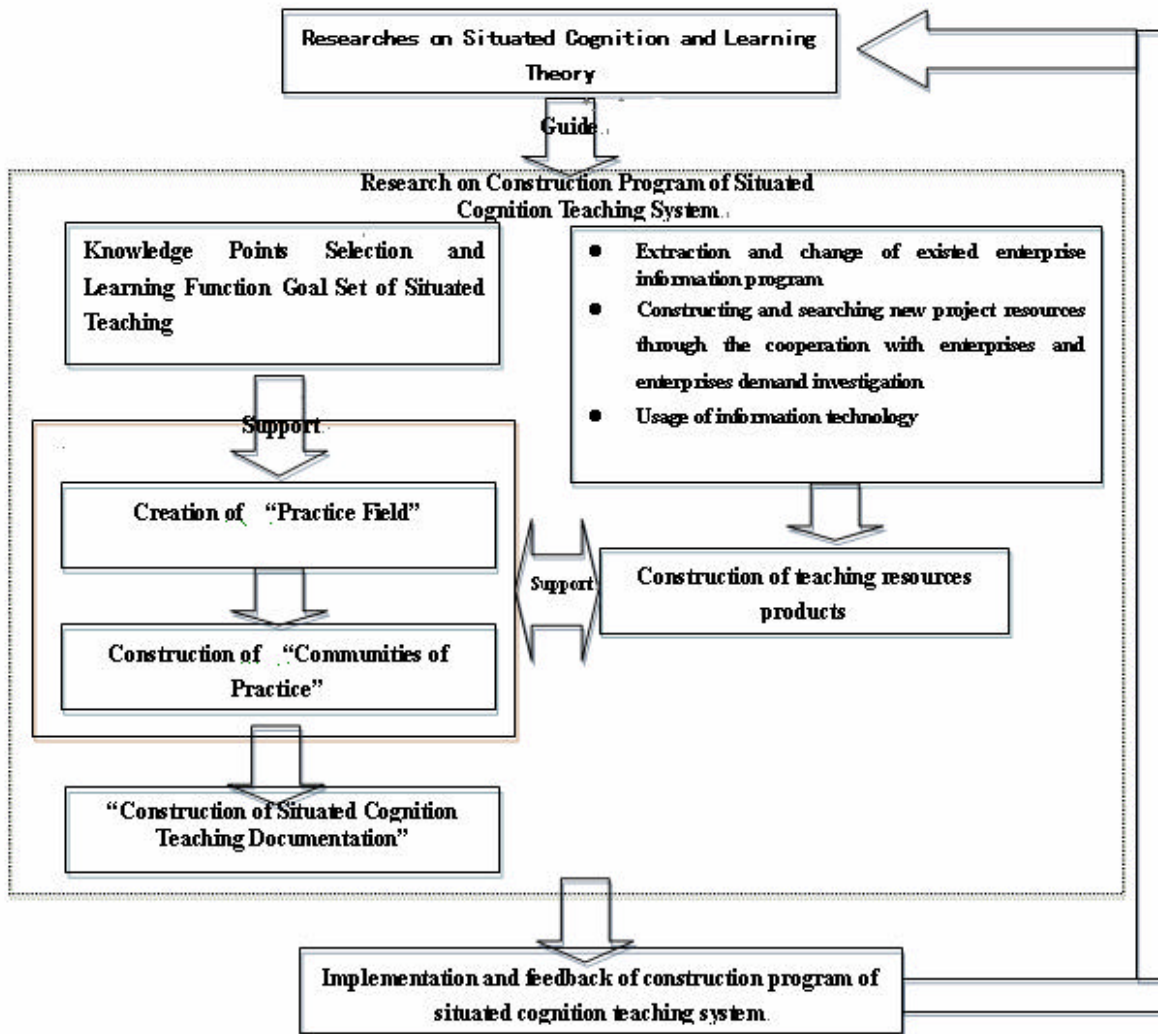 Researches on Situated Cognition and Learning
Theory
Guide
Research on Construction Program of Situated
Cognition Teaching System
Knowledge Points Selection and
Learning Function Goal Set of Situated
Teaching
● Extraction and change of existed enterprise
information program
● Constructing and searching new project resources
through the cooperation with enterprises and
enterprises demand investigation
● Usage of information technology
Support
Creation of “Practice Field”
Support
Construction of teaching resources
products
Construction of “Communities of
Practice”
“Construction of Situated Cognition
Teaching Documentation”
Implementation and feedback of construction program of
situated cognition teaching system